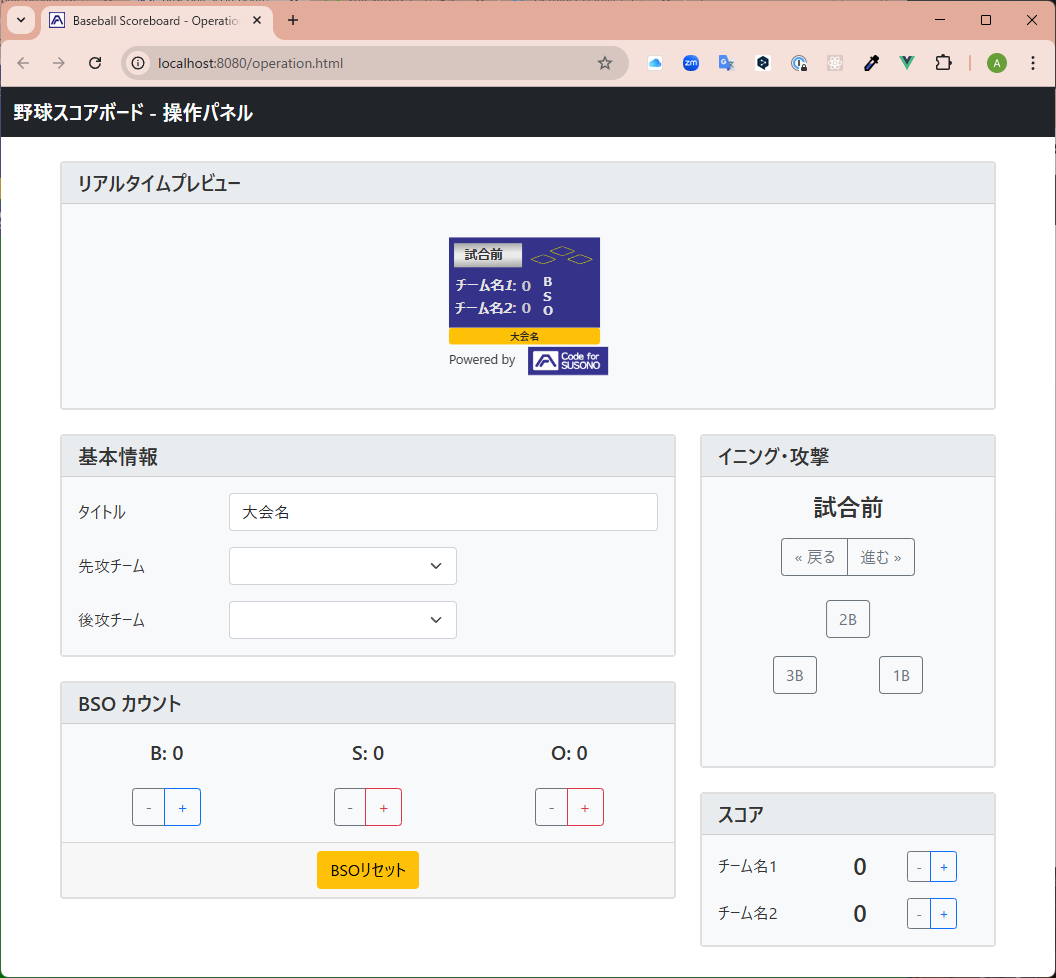 Baseball Scoreboard - Operatio
localhost:8080/operation.html
zm
A
野球スコアボード - 操作パネル
リアルタイムプレビュー
試合前
チーム名1: 0
チーム名2: 0
B
S
O
大会名
Powered by
Code for
SUSONO
基本情報
タイトル
大会名
先攻チーム
後攻チーム
イニング・攻撃
試合前
« 戻る 進む »
2B
3B 1B
BSO カウント
B: 0 S: 0 O: 0
- + - + - +
BSOリセット
スコア
チーム名1 0 - +
チーム名2 0 - +